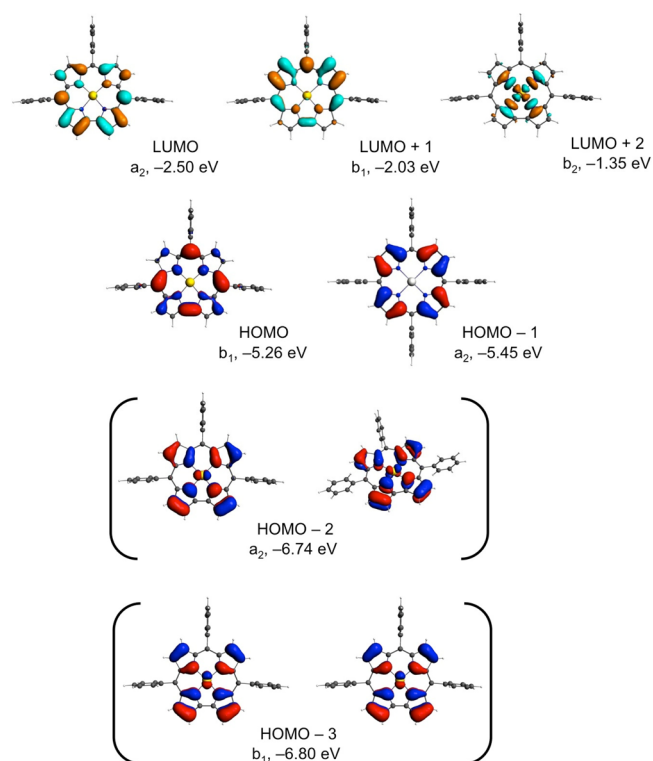 LUMO
a₂, –2.50 eV
LUMO + 1
b₁, –2.03 eV
LUMO + 2
b₂, –1.35 eV
HOMO
b₁, –5.26 eV
HOMO – 1
a₂, –5.45 eV
HOMO – 2
a₂, –6.74 eV
HOMO – 3
b₁, –6.80 eV